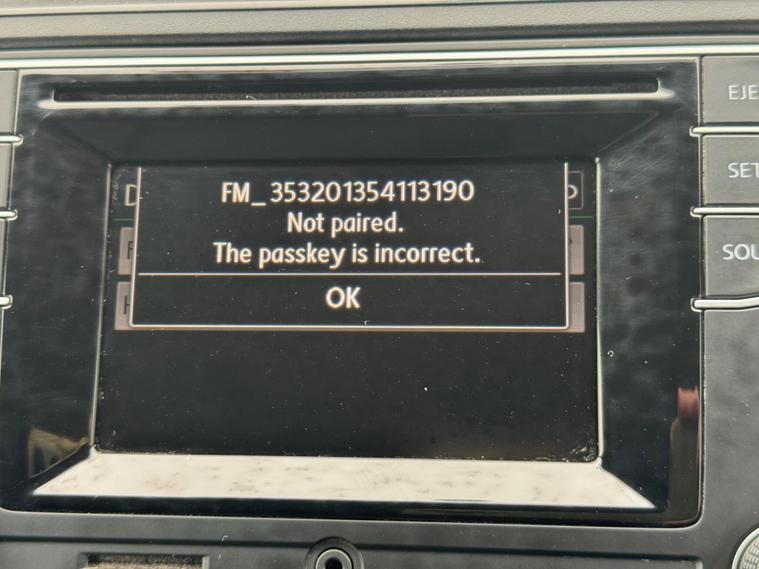 FM_353201354113190
Not paired.
The passkey is incorrect.
OK
EJE
SET
SOU